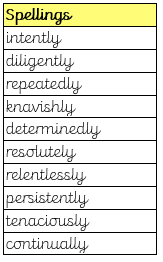 Spellings
intently
diligently
repeatedly
knavishly
determinedly
resolutely
relentlessly
persistently
tenaciously
continually